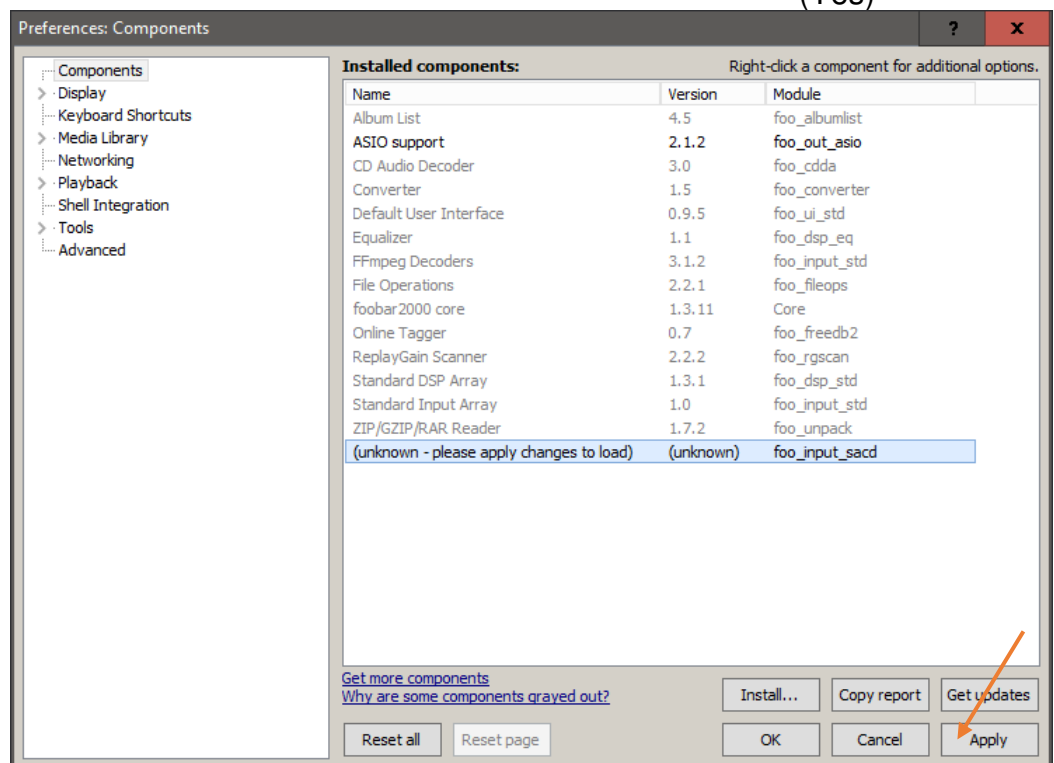 (Yes)
Preferences: Components
? x
Components
Display
Keyboard Shortcuts
Media Library
Networking
Playback
Shell Integration
Tools
Advanced
Installed components: Right-click a component for additional options.
Name Version Module
Album List 4.5 foo_albumlist
ASIO support 2.1.2 foo_out_asio
CD Audio Decoder 3.0 foo_cdda
Converter 1.5 foo_converter
Default User Interface 0.9.5 foo_ui_std
Equalizer 1.1 foo_dsp_eq
FFmpeg Decoders 3.1.2 foo_input_std
File Operations 2.2.1 foo_fileops
foobar2000 core 1.3.11 Core
Online Tagger 0.7 foo_freedb2
ReplayGain Scanner 2.2.2 foo_rgscan
Standard DSP Array 1.3.1 foo_dsp_std
Standard Input Array 1.0 foo_input_std
ZIP/GZIP/RAR Reader 1.7.2 foo_unpack
(unknown - please apply changes to load) (unknown) foo_input_sacd
Get more components
Why are some components grayed out?
Install... Copy report Get updates
Reset all Reset page OK Cancel Apply